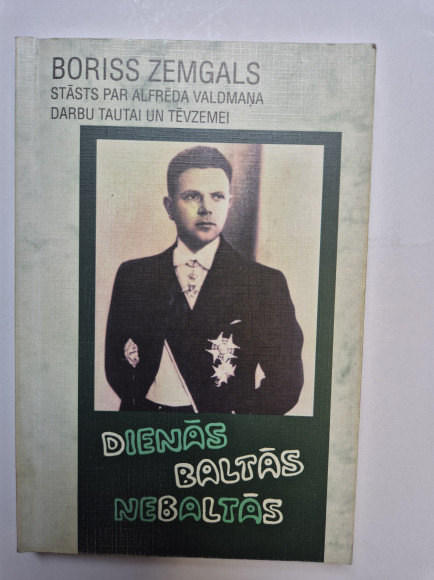 BORISS ZEMGALS
STĀSTS PAR ALFRĒDA VALDMAŅA
DARBU TAUTAI UN TĒVZEMEI
DIENĀS
BALTĀS
NEBALTĀS